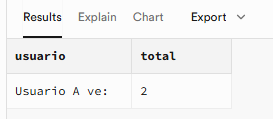 Results Explain Chart Export
usuario total
Usuario A ve: 2